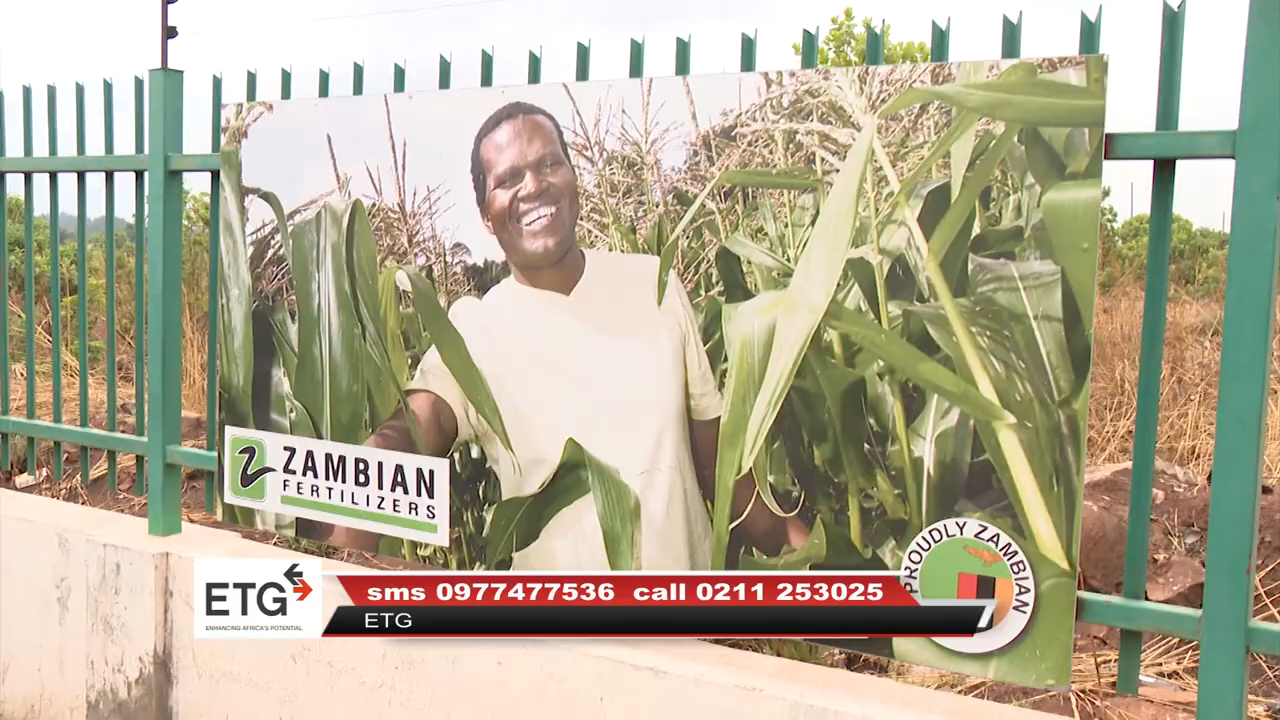 ZAMBIAN
FERTILIZERS
PROUDLY ZAMBIAN
ETG
ENHANCING AFRICA'S POTENTIAL
sms 0977477536 call 0211 253025
ETG